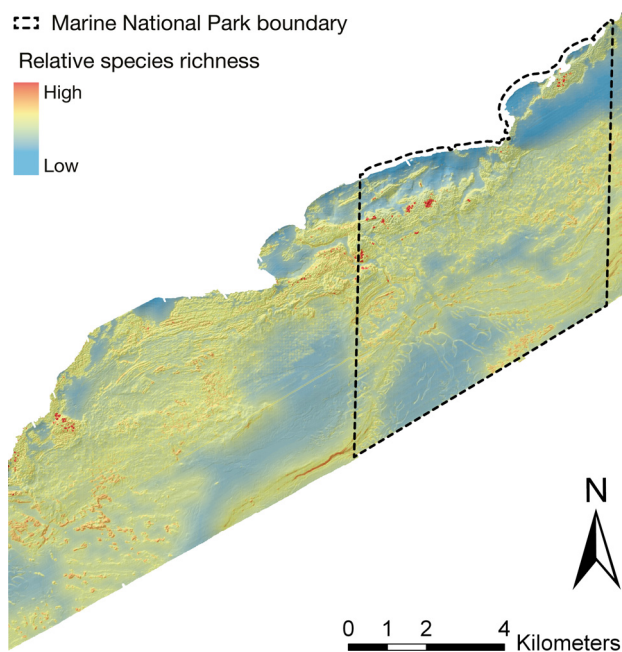 Marine National Park boundary
Relative species richness
High
Low
N
0 1 2 4
Kilometers